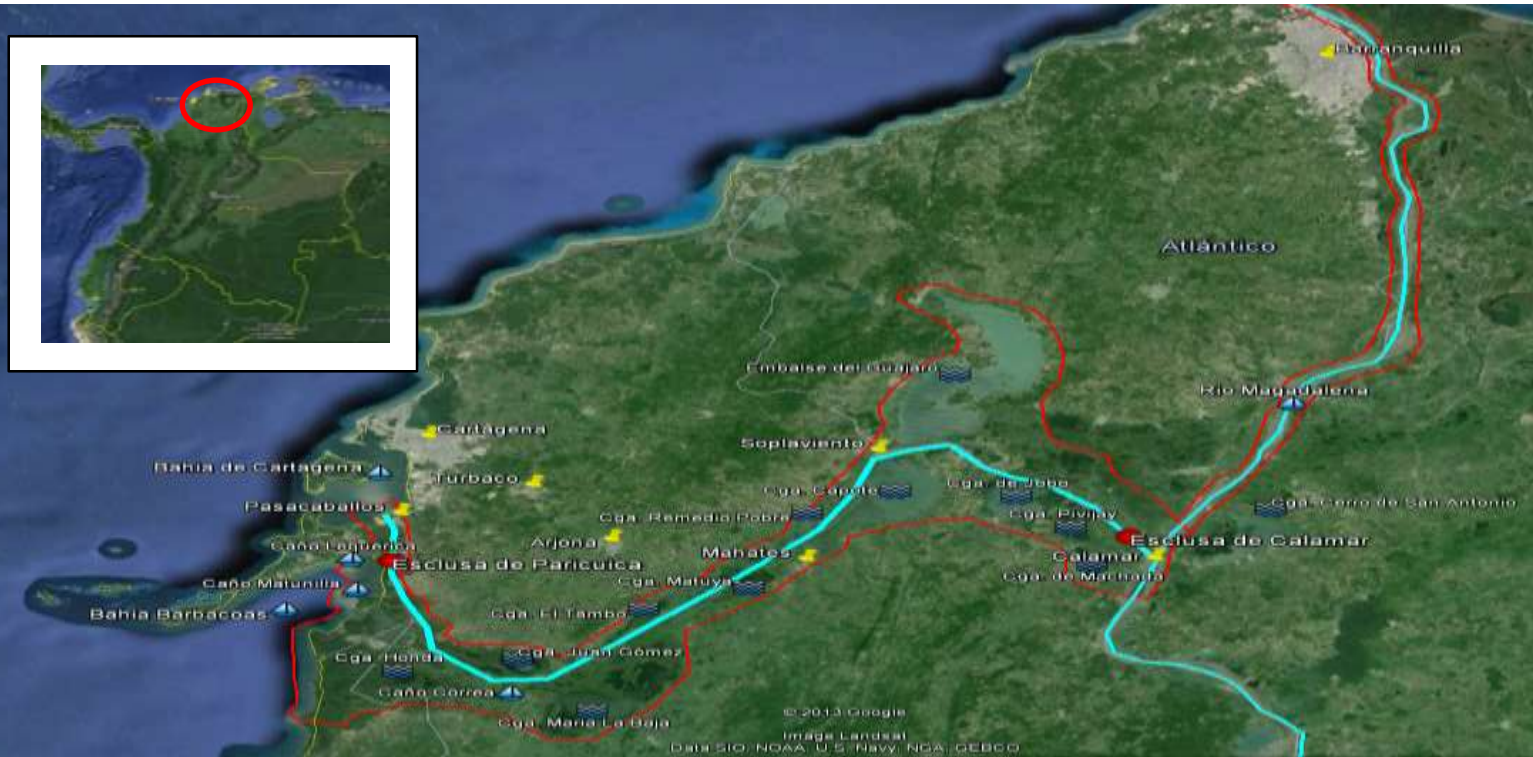 Barranquilla
Atlántico
Embalse del Guájaro
Río Magadalena
Cartagena
Soplaviento
Bahía de Cartagena
Turbaco
Cga. Capote
Cga. de Jobo
Pasacaballos
Cga. Cerro de San Antonio
Cga. Remedio Pobre
Cga. Pivijay
Arjona
Esclusa de Calamar
Caño Lequerica
Mahates
Calamar
Esclusa de Paricuica
Cga. de Machada
Caño Matunilla
Cga. Matuya
Bahía Barbacoas
Cga. El Tambo
Cga. Honda
Cga. Juan Gómez
Caño Correa
Cga. María La Baja
© 2013 Google
Image Landsat
Data SIO, NOAA, U.S. Navy, NGA, GEBCO